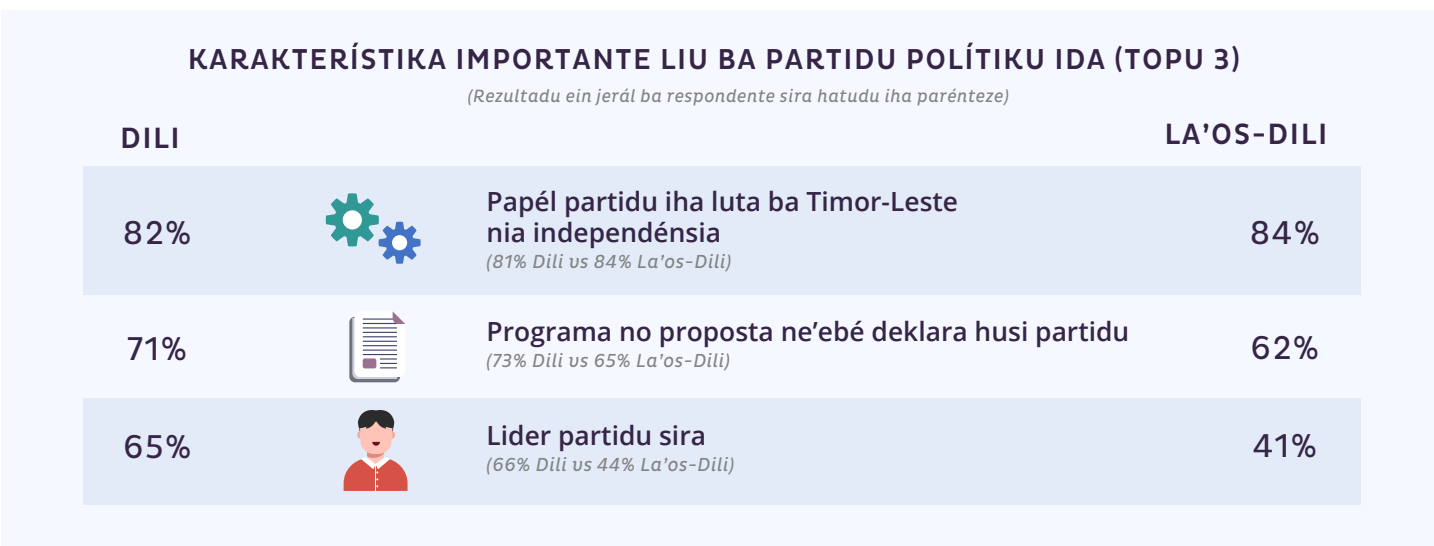 KARAKTERÍSTIKA IMPORTANTE LIU BA PARTIDU POLÍTIKU IDA (TOPU 3)
(Rezultadu ein jerál ba respondente sira hatudu iha parénteze)
DILI
LA’OS-DILI
82%
Papél partidu iha luta ba Timor-Leste
nia independénsia
(81% Dili vs 84% La’os-Dili)
84%
71%
Programa no proposta ne’ebé deklara husi partidu
(73% Dili vs 65% La’os-Dili)
62%
65%
Lider partidu sira
(66% Dili vs 44% La’os-Dili)
41%